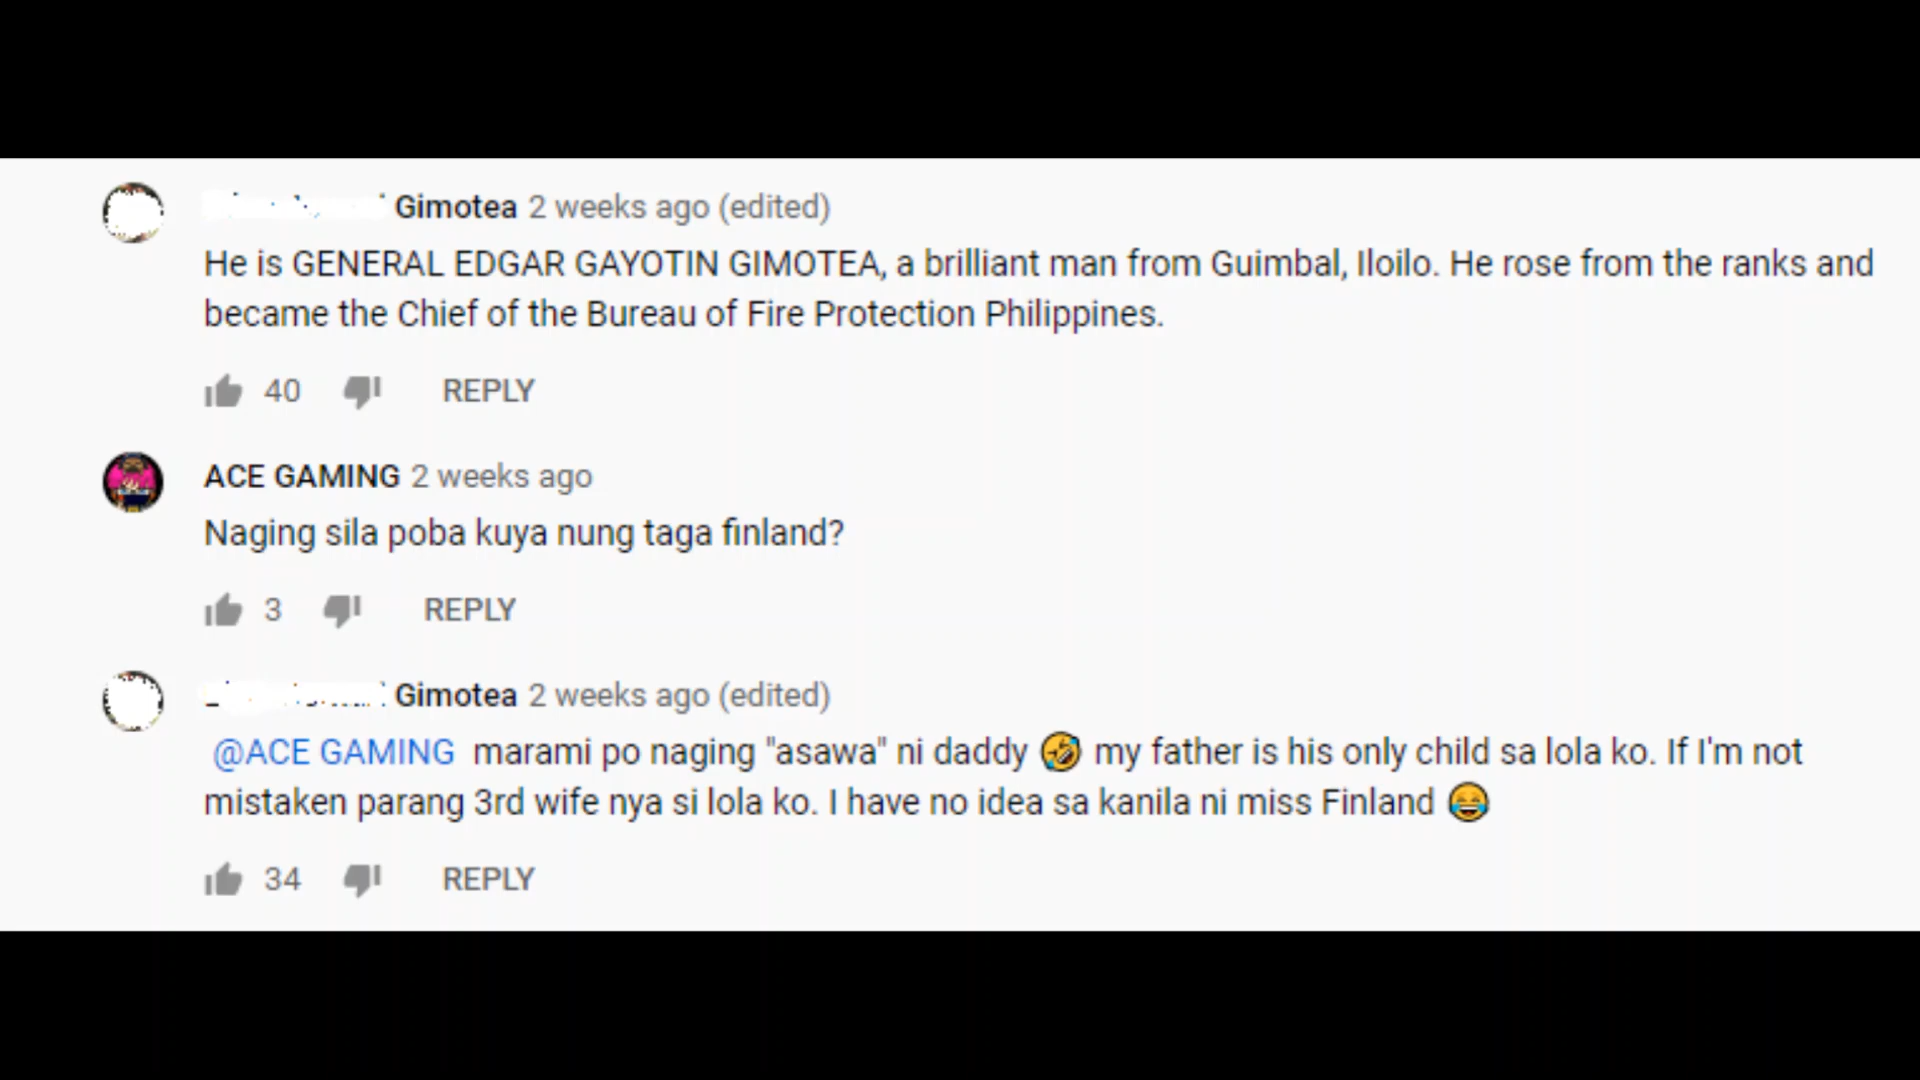 Gimotea 2 weeks ago (edited)
He is GENERAL EDGAR GAYOTIN GIMOTEA, a brilliant man from Guimbal, Iloilo. He rose from the ranks and
became the Chief of the Bureau of Fire Protection Philippines.
40 REPLY
ACE GAMING 2 weeks ago
Naging sila poba kuya nung taga finland?
3 REPLY
Gimotea 2 weeks ago (edited)
@ACE GAMING marami po naging "asawa" ni daddy 🤣 my father is his only child sa lola ko. If I'm not
mistaken parang 3rd wife nya si lola ko. I have no idea sa kanila ni miss Finland 😂
34 REPLY